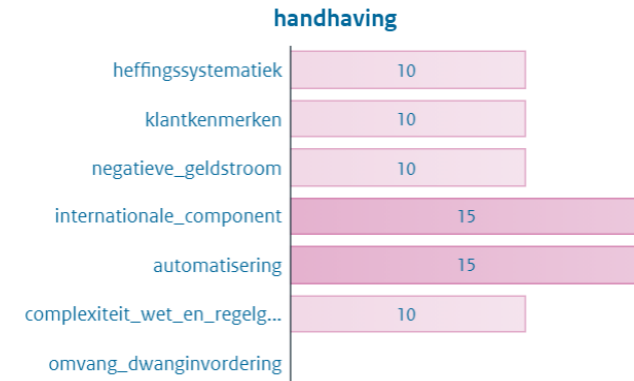 handhaving
heffingssystematiek 10
klantkenmerken 10
negatieve_geldstroom 10
internationale_component 15
automatisering 15
complexiteit_wet_en_regelg... 10
omvang_dwanginvordering